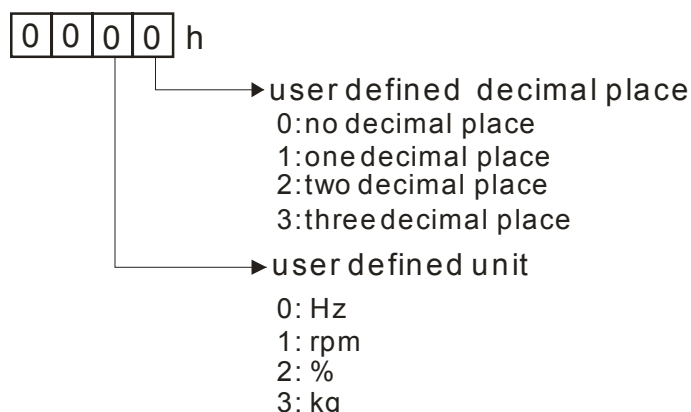 0 0 0 0 h
user defined decimal place
0:no decimal place
1:one decimal place
2:two decimal place
3:three decimal place
user defined unit
0: Hz
1: rpm
2: %
3: kg